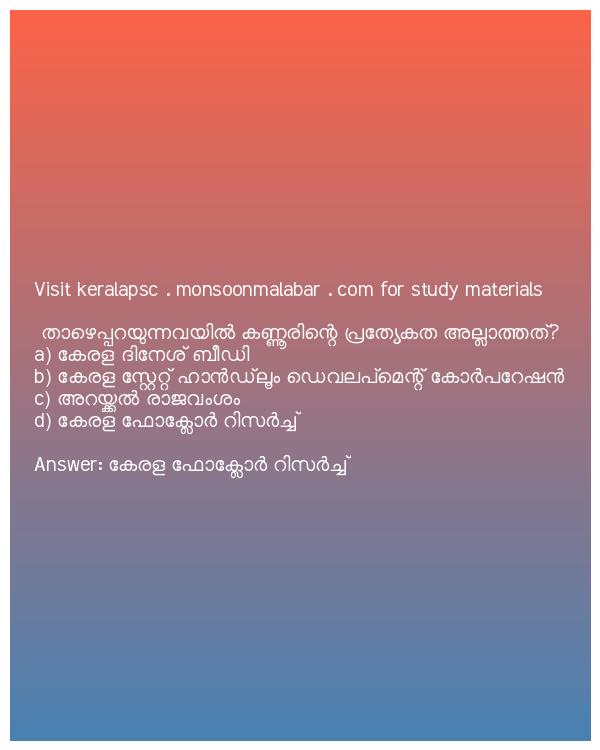 Visit keralapsc . monsoonmalabar . com for study materials
താഴെപ്പറയുന്നവയിൽ കണ്ണൂരിന്റെ പ്രത്യേകത അല്ലാത്തത്?
a) കേരള ദിനേശ് ബീഡി
b) കേരള സ്റ്റേറ്റ് ഹാൻഡ്‌ലൂം ഡെവലപ്മെന്റ് കോർപറേഷൻ
c) അറയ്ക്കൽ രാജവംശം
d) കേരള ഫോക്ലോർ റിസർച്ച്
Answer: കേരള ഫോക്ലോർ റിസർച്ച്